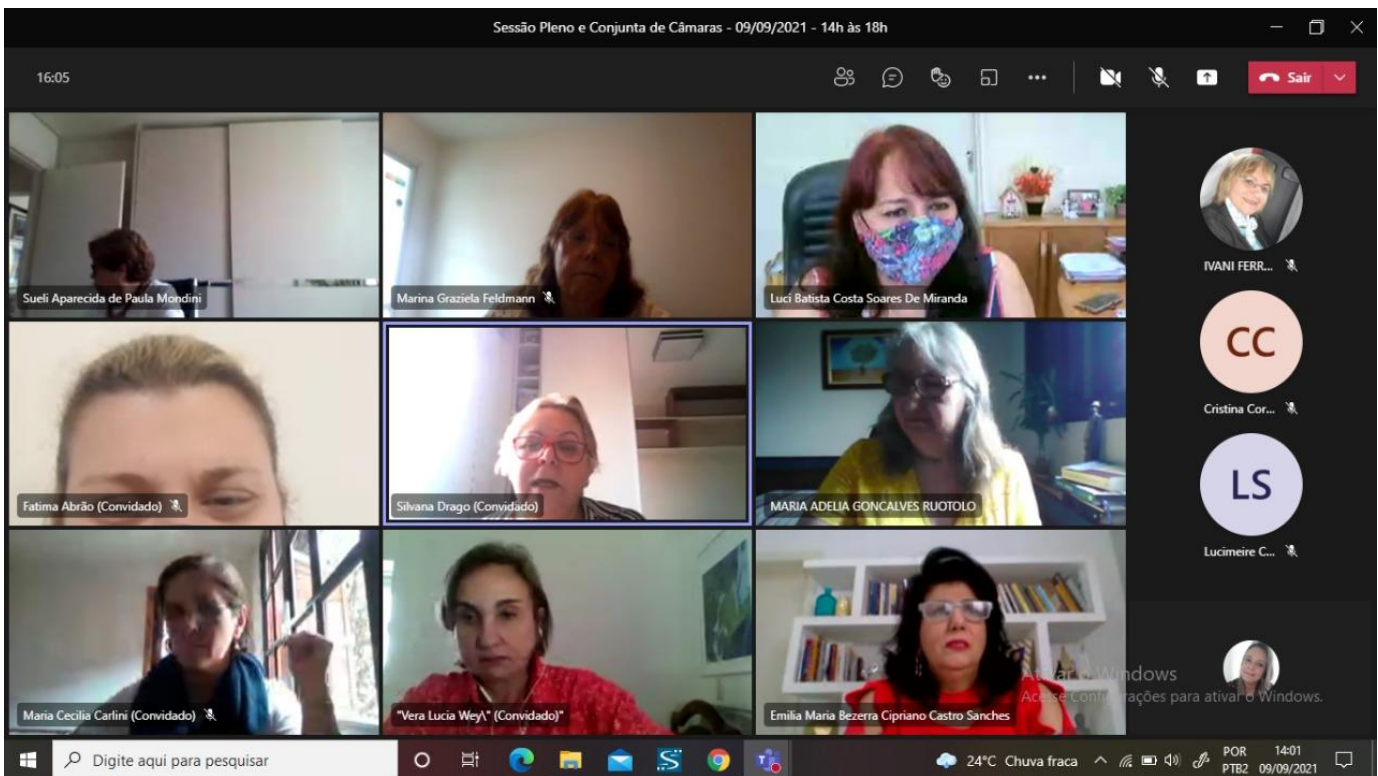 Sessão Pleno e Conjunta de Câmaras - 09/09/2021 - 14h às 18h
16:05
Sair
Sueli Aparecida de Paula Mondini
Marina Graziela Feldmann
Luci Batista Costa Soares De Miranda
IVANI FERR...
CC
Cristina Cor...
Fatima Abrão (Convidado)
Silvana Drago (Convidado)
MARIA ADELIA GONCALVES RUOTOLO
LS
Lucimeire C...
Maria Cecilia Carlini (Convidado)
"Vera Lucia Wey\" (Convidado)"
Emilia Maria Bezerra Cipriano Castro Sanches
Ativar o Windows
Acesse Configurações para ativar o Windows.
Digite aqui para pesquisar
24°C Chuva fraca
POR
PTB2
14:01
09/09/2021